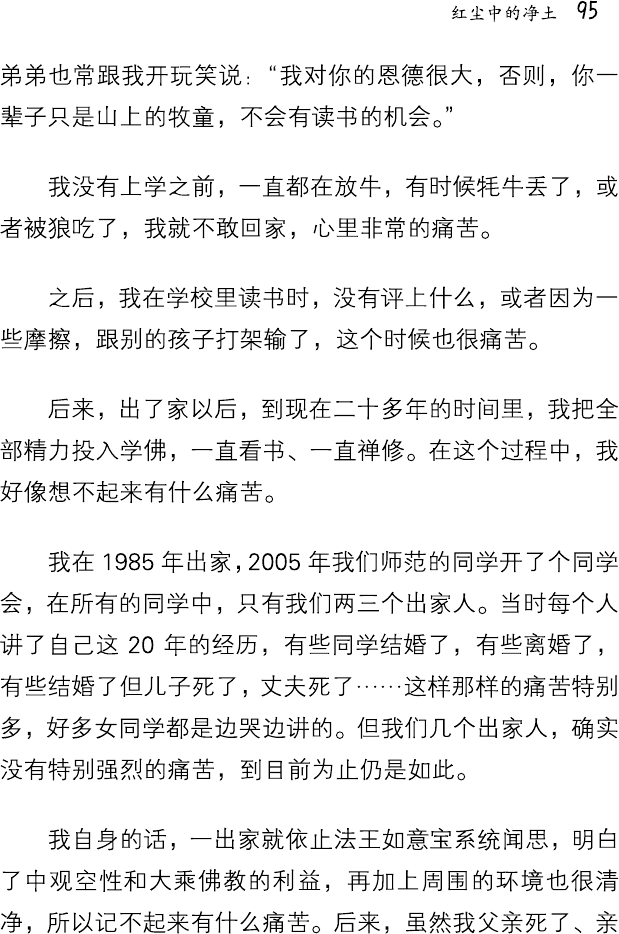 红尘中的净土 95
弟弟也常跟我开玩笑说：“我对你的恩德很大，否则，你一
辈子只是山上的牧童，不会有读书的机会。”
我没有上学之前，一直都在放牛，有时候牦牛丢了，或
者被狼吃了，我就不敢回家，心里非常的痛苦。
之后，我在学校里读书时，没有评上什么，或者因为一
些摩擦，跟别的孩子打架输了，这个时候也很痛苦。
后来，出了家以后，到现在二十多年的时间里，我把全
部精力投入学佛，一直看书、一直禅修。在这个过程中，我
好像想不起来有什么痛苦。
我在 1985 年出家，2005 年我们师范的同学开了个同学
会，在所有的同学中，只有我们两三个出家人。当时每个人
讲了自己这 20 年的经历，有些同学结婚了，有些离婚了，
有些结婚了但儿子死了，丈夫死了……这样那样的痛苦特别
多，好多女同学都是边哭边讲的。但我们几个出家人，确实
没有特别强烈的痛苦，到目前为止仍是如此。
我自身的话，一出家就依止法王如意宝系统闻思，明白
了中观空性和大乘佛教的利益，再加上周围的环境也很清
净，所以记不起来有什么痛苦。后来，虽然我父亲死了、亲